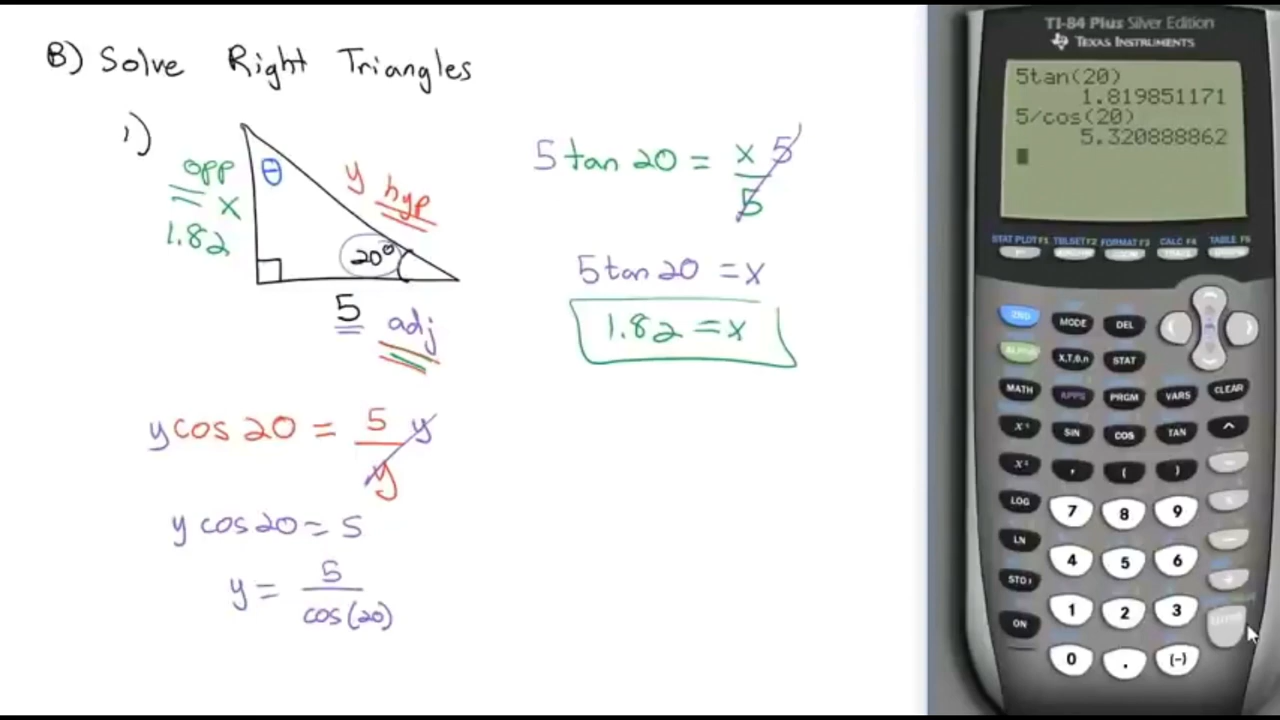 B) Solve Right Triangles
1)
opp
θ
x
1.82
y
hyp
20°
5
adj
5 tan 20 = x 5
5
5 tan 20 = x
1.82 = x
y cos 20 = 5 y
y
y cos 20 = 5
y = 5
cos(20)
TI-84 Plus Silver Edition
TEXAS INSTRUMENTS
5tan(20)
1.819851171
5/cos(20)
5.320888862
STAT PLOT F1 TBLSET F2 FORMAT F3 CALC F4 TABLE F5
2ND MODE DEL
ALPHA X,T,θ,n STAT
MATH APPS PRGM VARS CLEAR
SIN COS TAN ^
x² , ( )
LOG 7 8 9
LN 4 5 6
STO 1 2 3
ON 0 . (-)